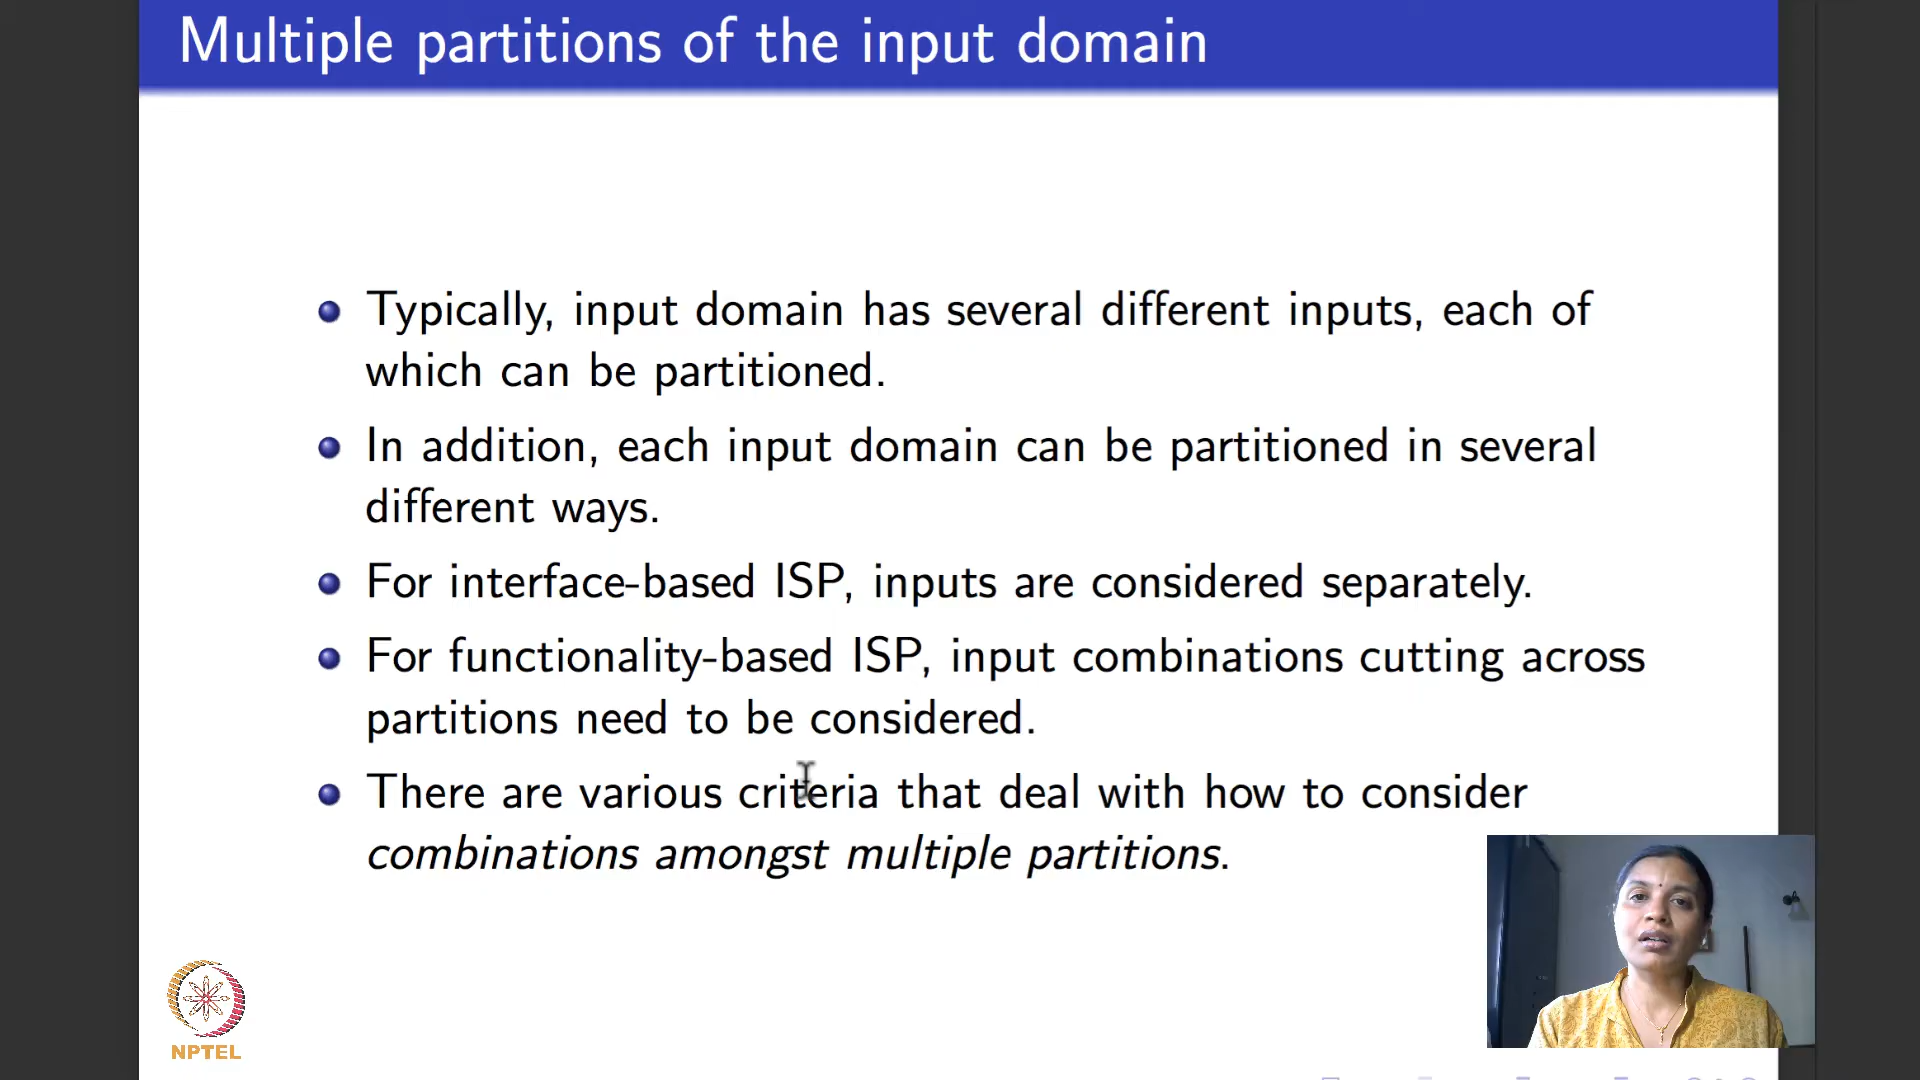 Multiple partitions of the input domain
Typically, input domain has several different inputs, each of
which can be partitioned.
In addition, each input domain can be partitioned in several
different ways.
For interface-based ISP, inputs are considered separately.
For functionality-based ISP, input combinations cutting across
partitions need to be considered.
There are various criteria that deal with how to consider
combinations amongst multiple partitions.
NPTEL